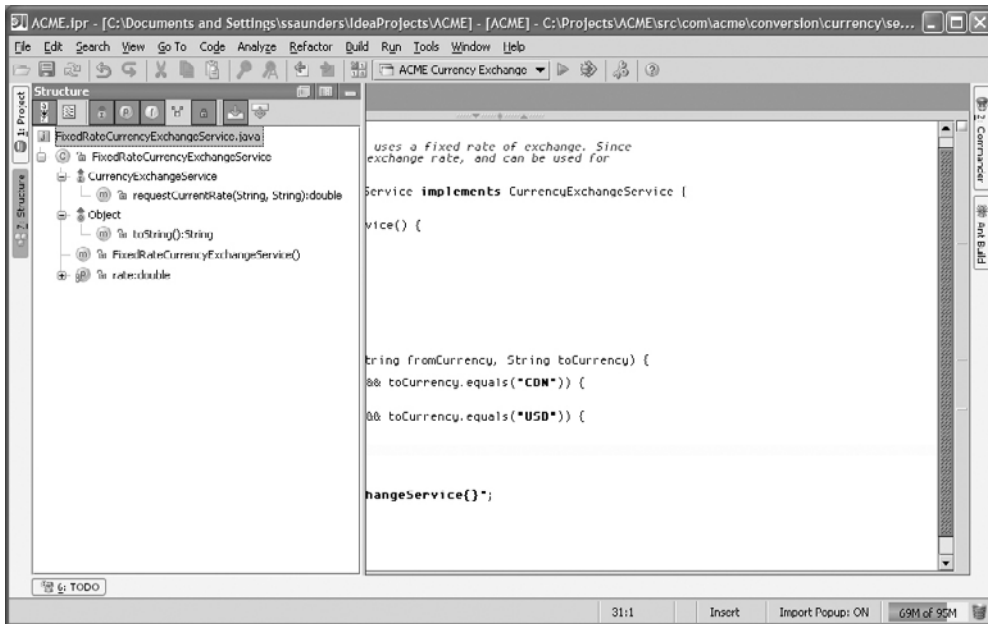 ACME.ipr - [C:\Documents and Settings\ssaunders\IdeaProjects\ACME] - [ACME] - C:\Projects\ACME\src\com\acme\conversion\currency\se...
File Edit Search View Go To Code Analyze Refactor Build Run Tools Window Help
ACME Currency Exchange
1: Project
2: Structure
Structure
FixedRateCurrencyExchangeService.java
FixedRateCurrencyExchangeService
CurrencyExchangeService
requestCurrentRate(String, String):double
Object
toString():String
FixedRateCurrencyExchangeService()
rate:double
uses a fixed rate of exchange. Since
exchange rate, and can be used for
Service implements CurrencyExchangeService {
vice() {
tring fromCurrency, String toCurrency) {
&& toCurrency.equals("CDN")) {
&& toCurrency.equals("USD")) {
hangeService{}";
2: Commander
Ant Build
6: TODO
31:1 Insert Import Popup: ON 69M of 95M